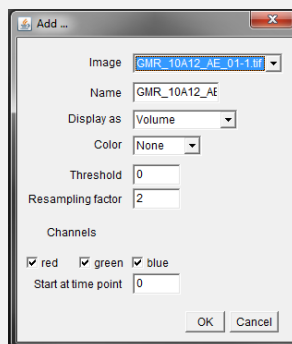 Add ...
Image GMR_10A12_AE_01-1.tif
Name GMR_10A12_AE
Display as Volume
Color None
Threshold 0
Resampling factor 2
Channels
red green blue
Start at time point 0
OK Cancel